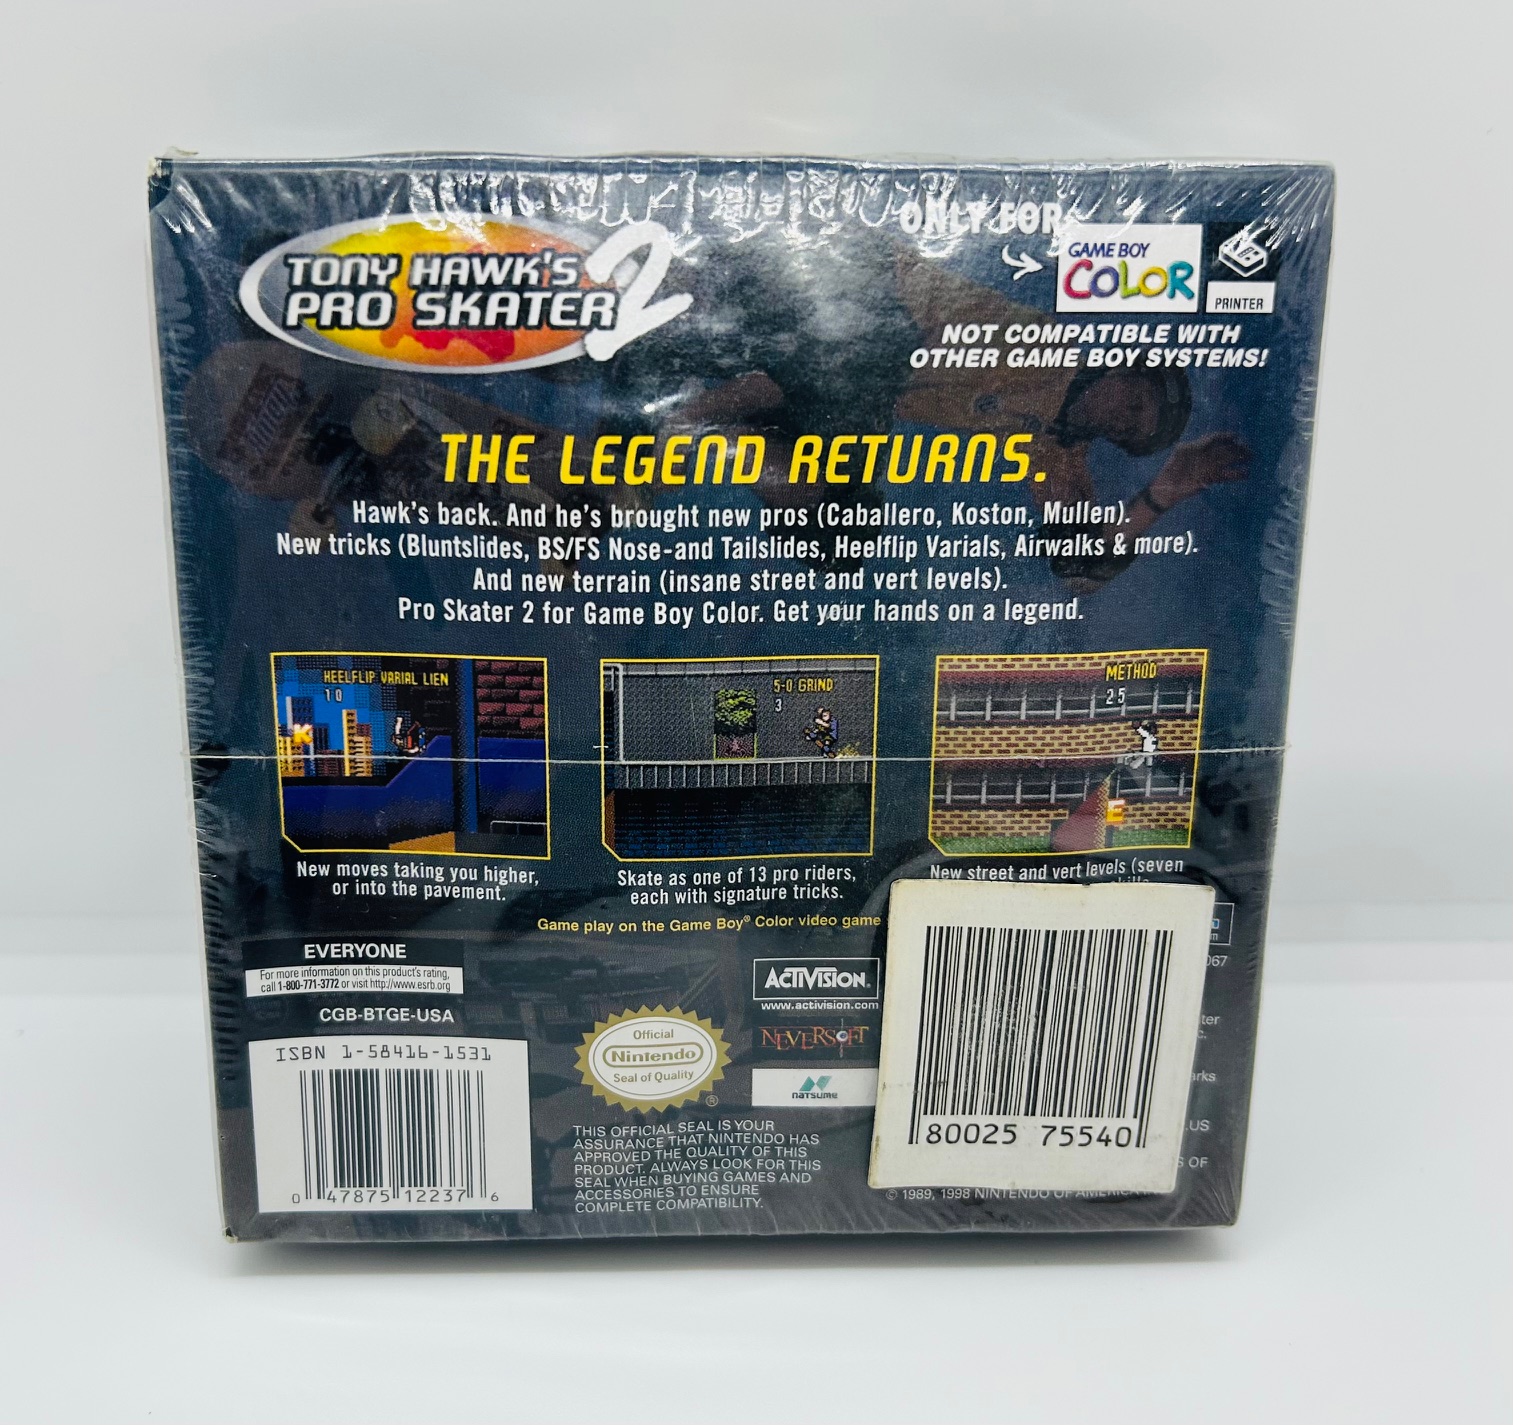 TONY HAWK'S
PRO SKATER 2
ONLY FOR
GAME BOY
COLOR
PRINTER
NOT COMPATIBLE WITH
OTHER GAME BOY SYSTEMS!
THE LEGEND RETURNS.
Hawk's back. And he's brought new pros (Caballero, Koston, Mullen).
New tricks (Bluntslides, BS/FS Nose-and Tailslides, Heelflip Varials, Airwalks & more).
And new terrain (insane street and vert levels).
Pro Skater 2 for Game Boy Color. Get your hands on a legend.
HEELFLIP VARIAL LIEN
10
K
5-0 GRIND
3
METHOD
25
E
New moves taking you higher,
or into the pavement.
Skate as one of 13 pro riders,
each with signature tricks.
New street and vert levels (seven
Game play on the Game Boy® Color video game
EVERYONE
For more information on this product's rating,
call 1-800-771-3772 or visit http://www.esrb.org
CGB-BTGE-USA
ISBN 1-58416-1531
0 47875 12237 6
Official
Nintendo
Seal of Quality
®
THIS OFFICIAL SEAL IS YOUR
ASSURANCE THAT NINTENDO HAS
APPROVED THE QUALITY OF THIS
PRODUCT. ALWAYS LOOK FOR THIS
SEAL WHEN BUYING GAMES AND
ACCESSORIES TO ENSURE
COMPLETE COMPATIBILITY.
ACTIVISION.
www.activision.com
NEVERSOFT
natsume
80025 75540
067
.US
S OF
© 1989, 1998 NINTENDO OF AMERICA